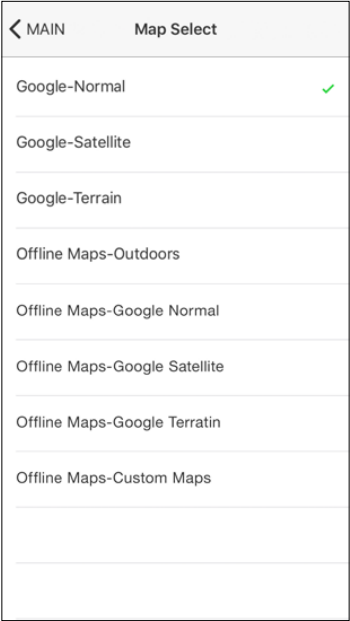 MAIN Map Select
Google-Normal
Google-Satellite
Google-Terrain
Offline Maps-Outdoors
Offline Maps-Google Normal
Offline Maps-Google Satellite
Offline Maps-Google Terratin
Offline Maps-Custom Maps